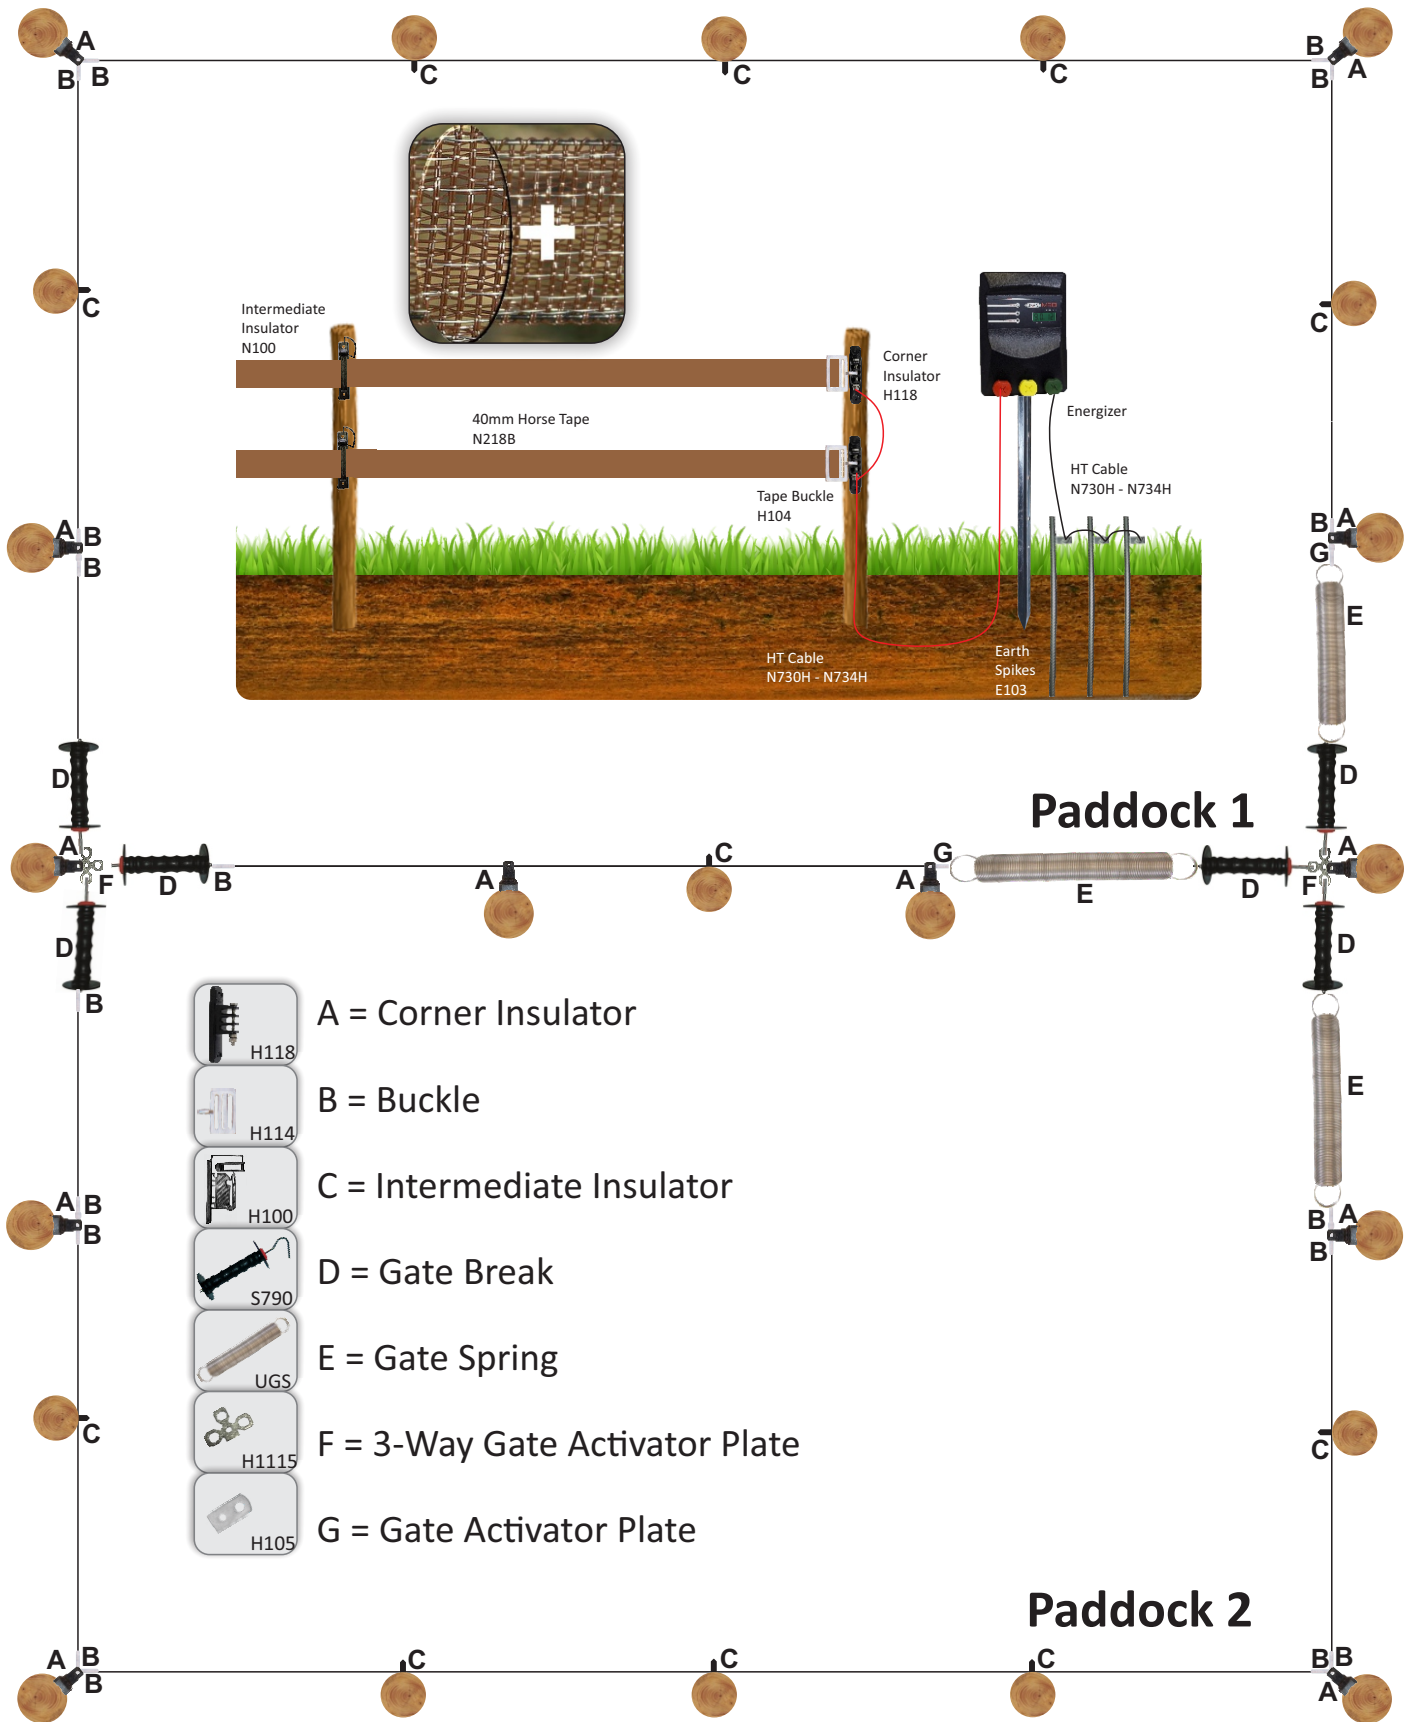 A
B
B
C
C
C
B
B
A
C
C
Intermediate
Insulator
N100
Corner
Insulator
H118
Energizer
40mm Horse Tape
N218B
HT Cable
N730H - N734H
Tape Buckle
H104
A B
B
B A
G
E
HT Cable
N730H - N734H
Earth
Spikes
E103
D
D
Paddock 1
A
F
D
B
A
C
G
A
E
D
F
A
D
D
B
E
H118
A = Corner Insulator
H114
B = Buckle
H100
C = Intermediate Insulator
A B
B
B A
B
S790
D = Gate Break
UGS
E = Gate Spring
C
C
H1115
F = 3-Way Gate Activator Plate
H105
G = Gate Activator Plate
Paddock 2
A B
B
C
C
C
B B
A